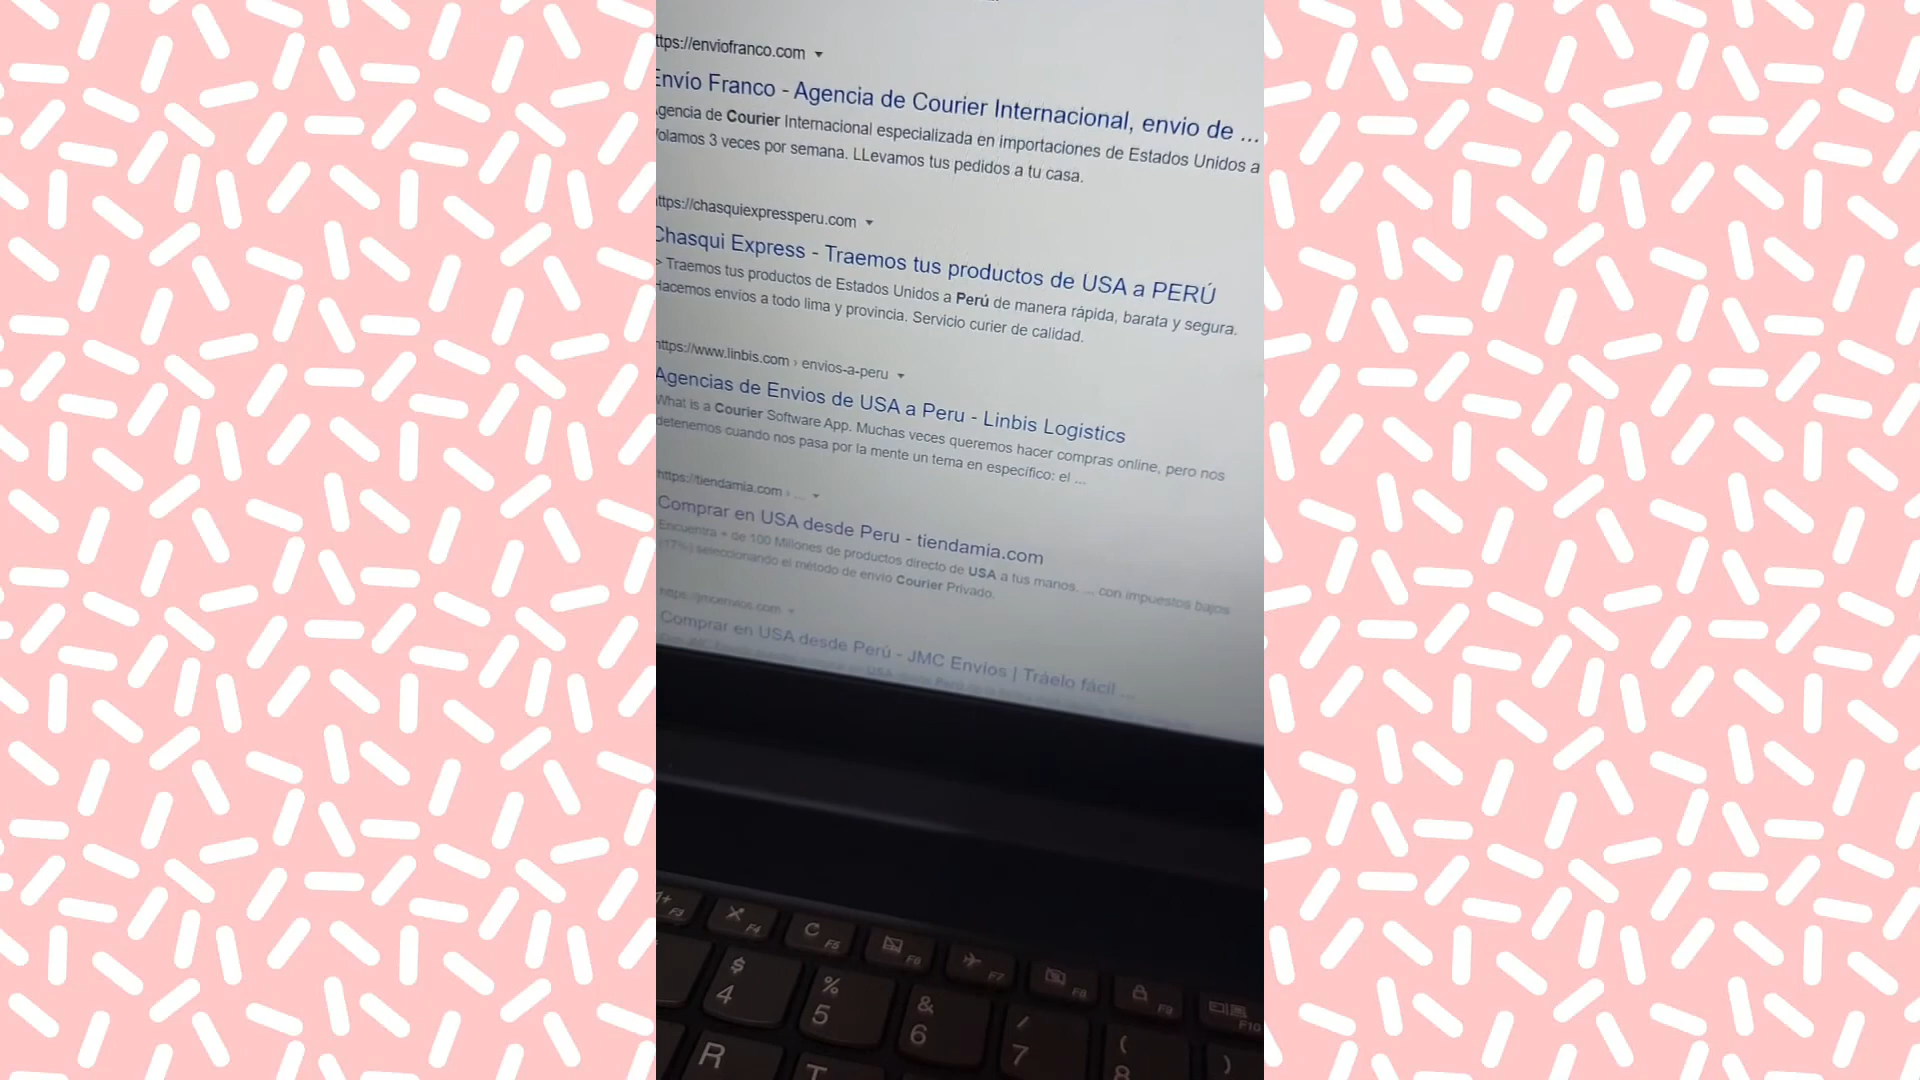 ttps://enviofranco.com
Envío Franco - Agencia de Courier Internacional, envio de ...
gencia de Courier Internacional especializada en importaciones de Estados Unidos a
Volamos 3 veces por semana. LLevamos tus pedidos a tu casa.
ttps://chasquiexpressperu.com
Chasqui Express - Traemos tus productos de USA a PERÚ
> Traemos tus productos de Estados Unidos a Perú de manera rápida, barata y segura.
Hacemos envios a todo lima y provincia. Servicio curier de calidad.
https://www.linbis.com › envios-a-peru
Agencias de Envios de USA a Peru - Linbis Logistics
What is a Courier Software App. Muchas veces queremos hacer compras online, pero nos
detenemos cuando nos pasa por la mente un tema en específico: el ...
https://tiendamia.com › ...
Comprar en USA desde Peru - tiendamia.com
Encuentra + de 100 Millones de productos directo de USA a tus manos. ... con impuestos bajos
(17%) seleccionando el método de envío Courier Privado.
https://jmcenvios.com
Comprar en USA desde Perú - JMC Envíos | Tráelo fácil ...
F3 F4 F5 F6 F7 F8 F9 F10
$ % & / ( )
4 5 6 7 8
R T